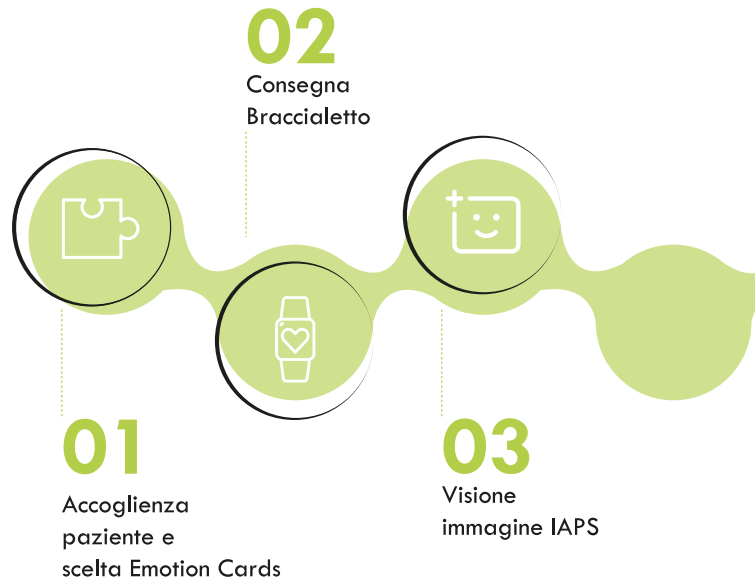 02
Consegna
Braccialetto
01
Accoglienza
paziente e
scelta Emotion Cards
03
Visione
immagine IAPS